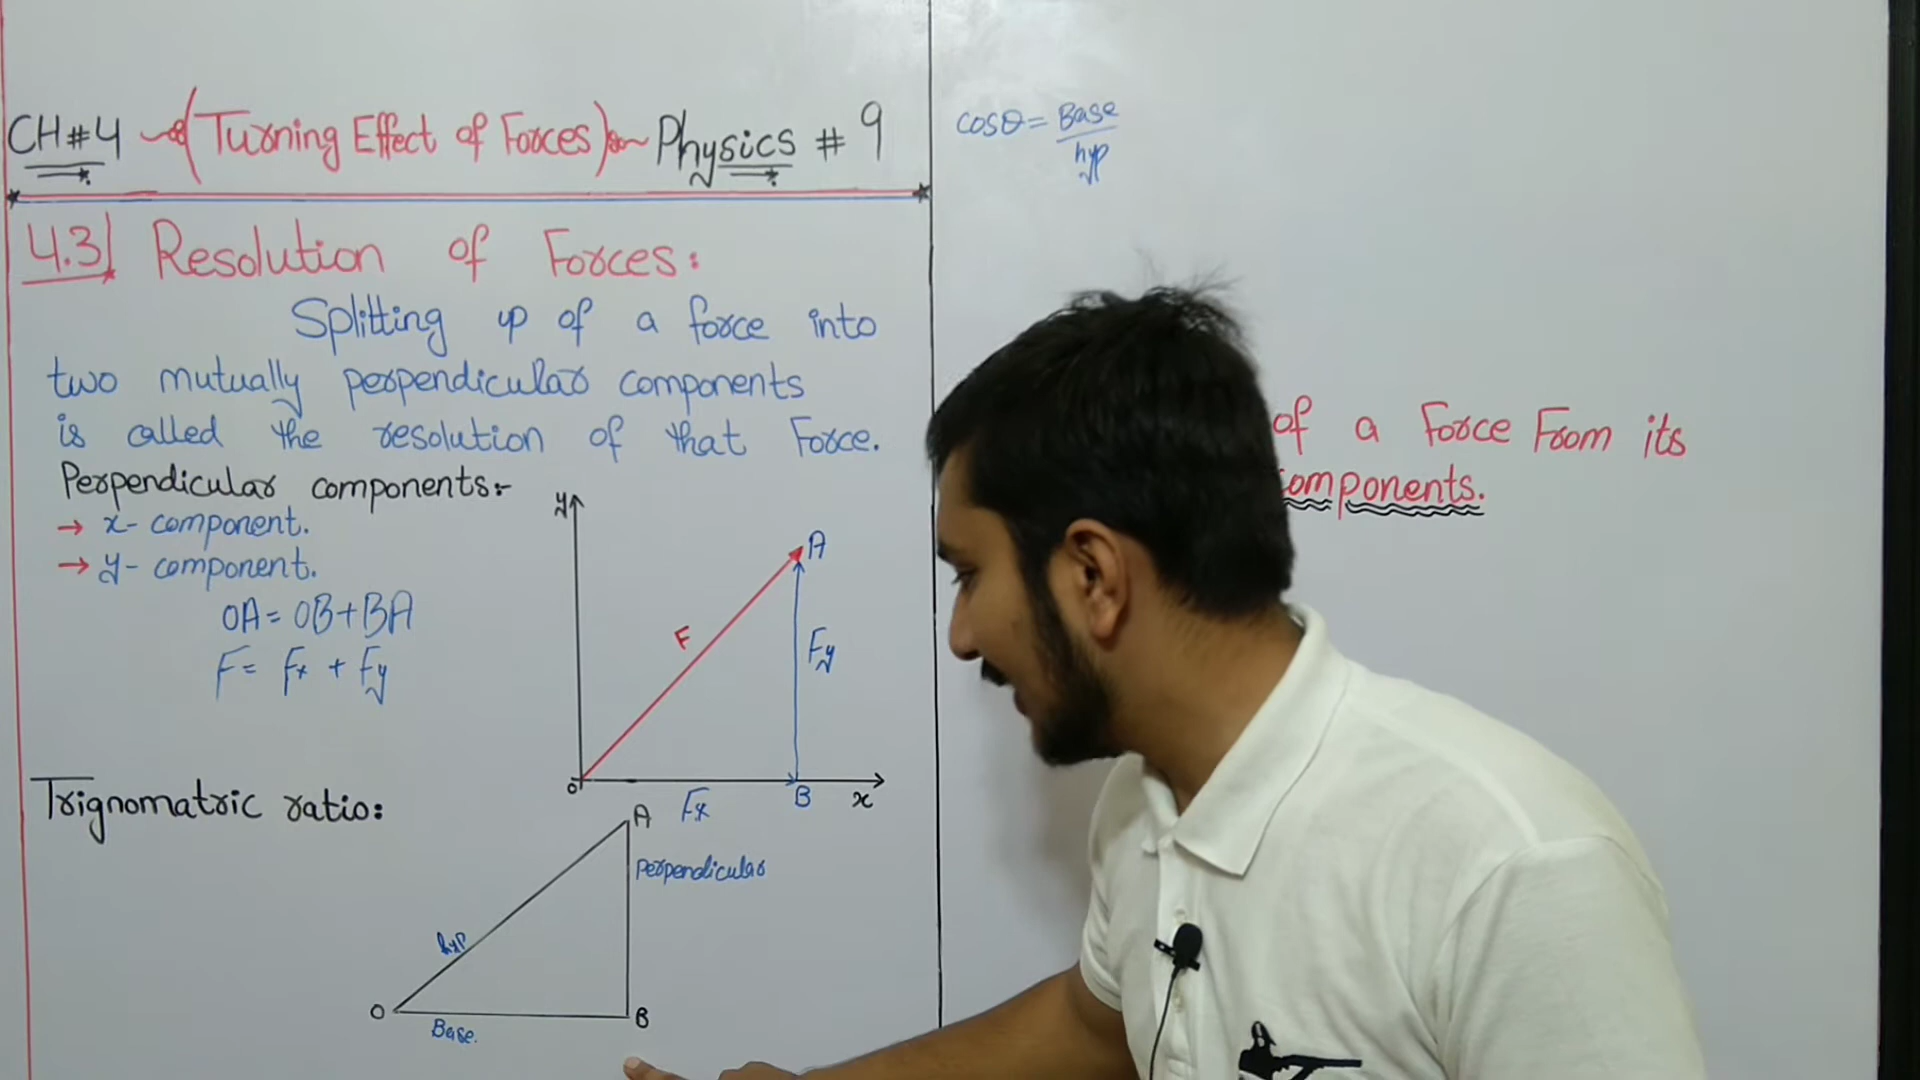 CH#4 (Turning Effect of Forces) Physics # 9
4.3 Resolution of Forces:
Splitting up of a force into
two mutually perpendicular components
is called the resolution of that Force.
Perpendicular components:-
→ x- component.
→ y- component.
OA = OB+BA
F = Fx + Fy
y
A
F
Fy
o
Fx
B
x
Trignomatric ratio:
A
Perpendicular
hyp
O
Base.
B
cosθ = Base
hyp
of a Force From its
omponents.